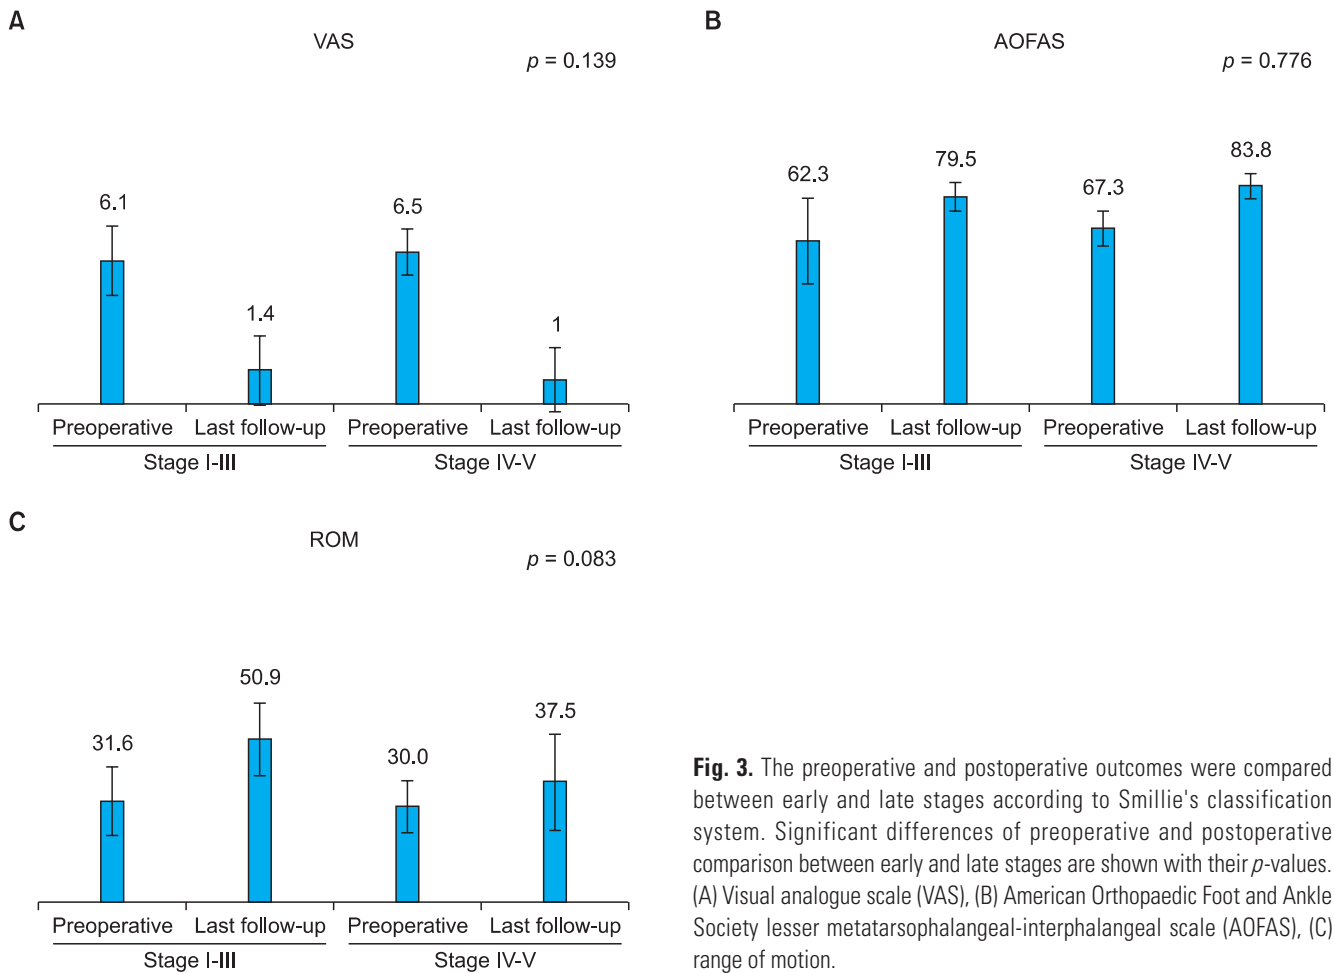 A
VAS
p = 0.139
6.1
1.4
6.5
1
Preoperative Last follow-up Preoperative Last follow-up
Stage I-III Stage IV-V
B
AOFAS
p = 0.776
62.3
79.5
67.3
83.8
Preoperative Last follow-up Preoperative Last follow-up
Stage I-III Stage IV-V
C
ROM
p = 0.083
31.6
50.9
30.0
37.5
Preoperative Last follow-up Preoperative Last follow-up
Stage I-III Stage IV-V
Fig. 3. The preoperative and postoperative outcomes were compared
between early and late stages according to Smillie's classification
system. Significant differences of preoperative and postoperative
comparison between early and late stages are shown with their p-values.
(A) Visual analogue scale (VAS), (B) American Orthopaedic Foot and Ankle
Society lesser metatarsophalangeal-interphalangeal scale (AOFAS), (C)
range of motion.